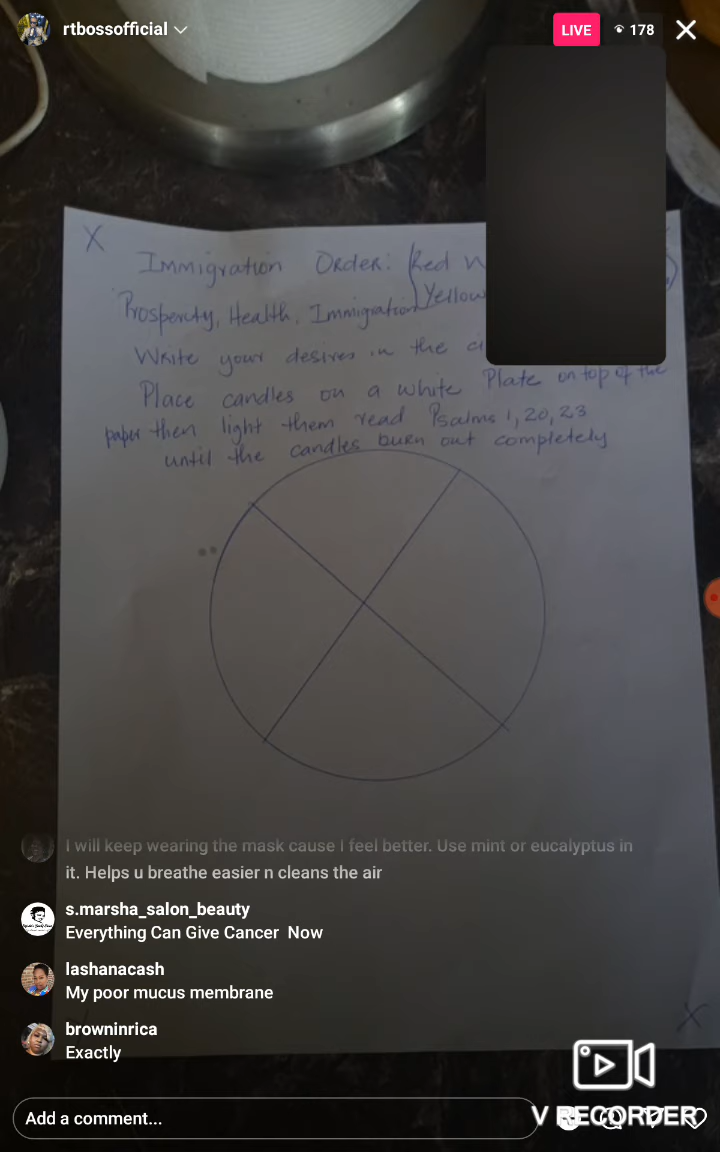 rtbossofficial
LIVE
178
X
Immigration Order: (Red
Prosperity, Health, Immigration Yellow
Write your desires in the
Place candles on a white Plate on top of the
paper then light them read Psalms 1, 20, 23
until the candles burn out completely
X
I will keep wearing the mask cause I feel better. Use mint or eucalyptus in
it. Helps u breathe easier n cleans the air
s.marsha_salon_beauty
Everything Can Give Cancer Now
lashanacash
My poor mucus membrane
browninrica
Exactly
Add a comment...
V RECORDER